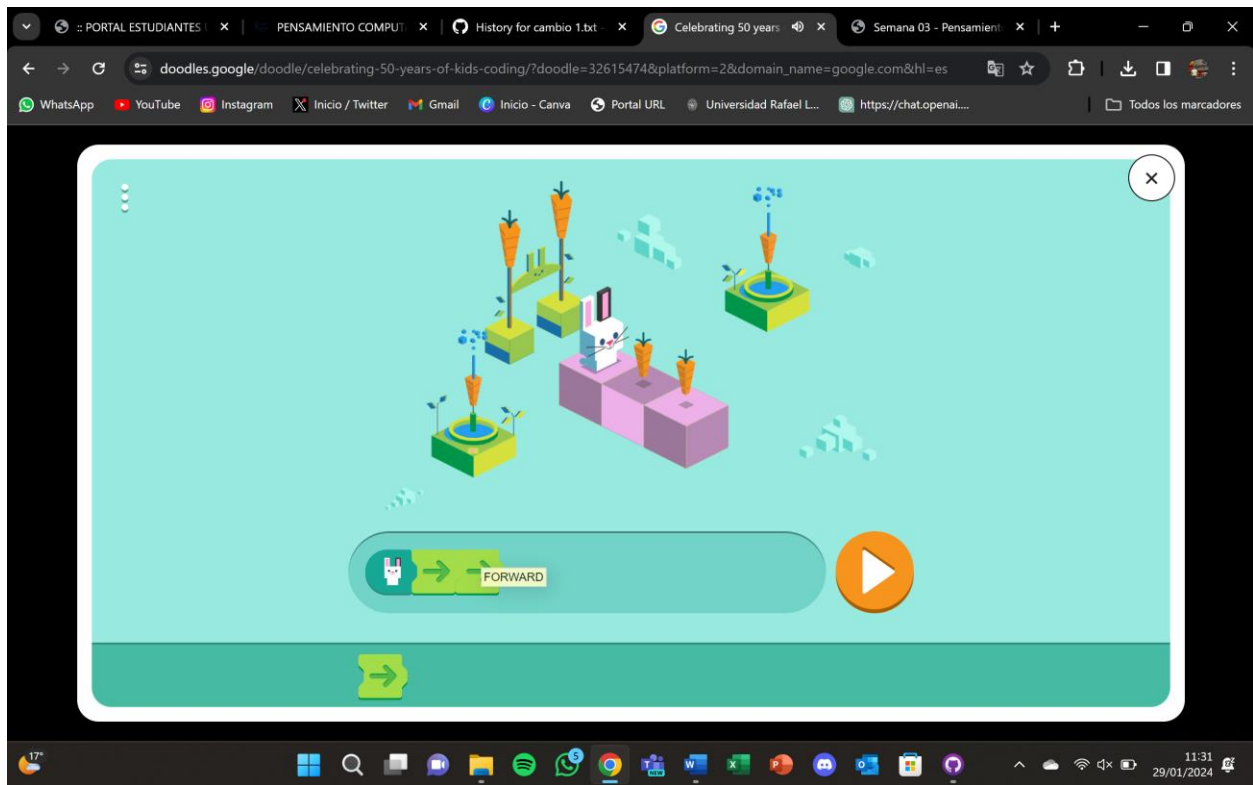 :: PORTAL ESTUDIANTES
PENSAMIENTO COMPUT
History for cambio 1.txt -
Celebrating 50 years
Semana 03 - Pensamient
doodles.google/doodle/celebrating-50-years-of-kids-coding/?doodle=32615474&platform=2&domain_name=google.com&hl=es
WhatsApp
YouTube
Instagram
Inicio / Twitter
Gmail
Inicio - Canva
Portal URL
Universidad Rafael L...
https://chat.openai....
Todos los marcadores
FORWARD
17°
5
NEW
11:31
29/01/2024